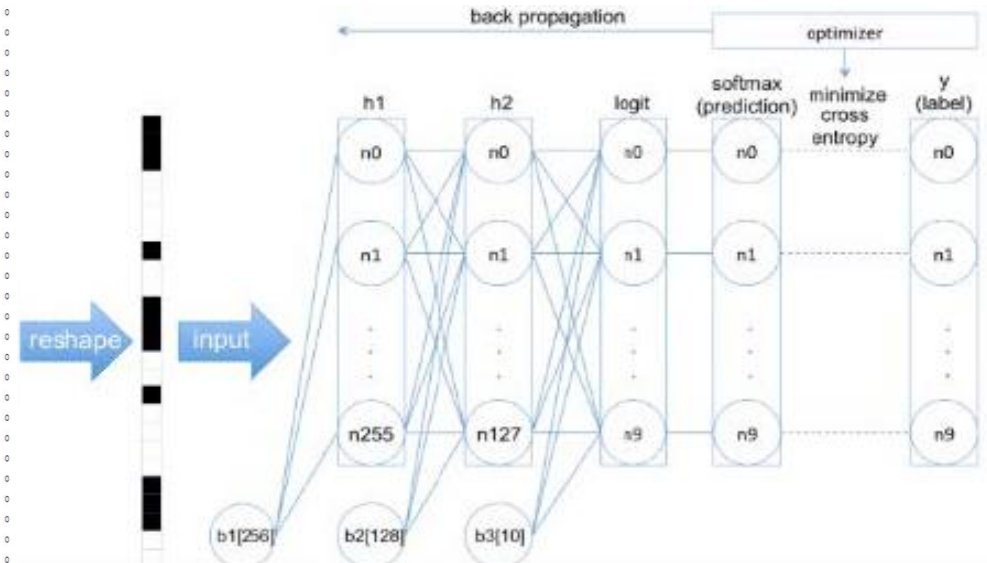 back propagation
optimizer
h1
h2
logit
softmax
(prediction)
minimize
cross
entropy
y
(label)
n0
n0
n0
n0
n0
n1
n1
n1
n1
n1
reshape
input
n255
n127
n9
n9
n9
b1[256]
b2[128]
b3[10]